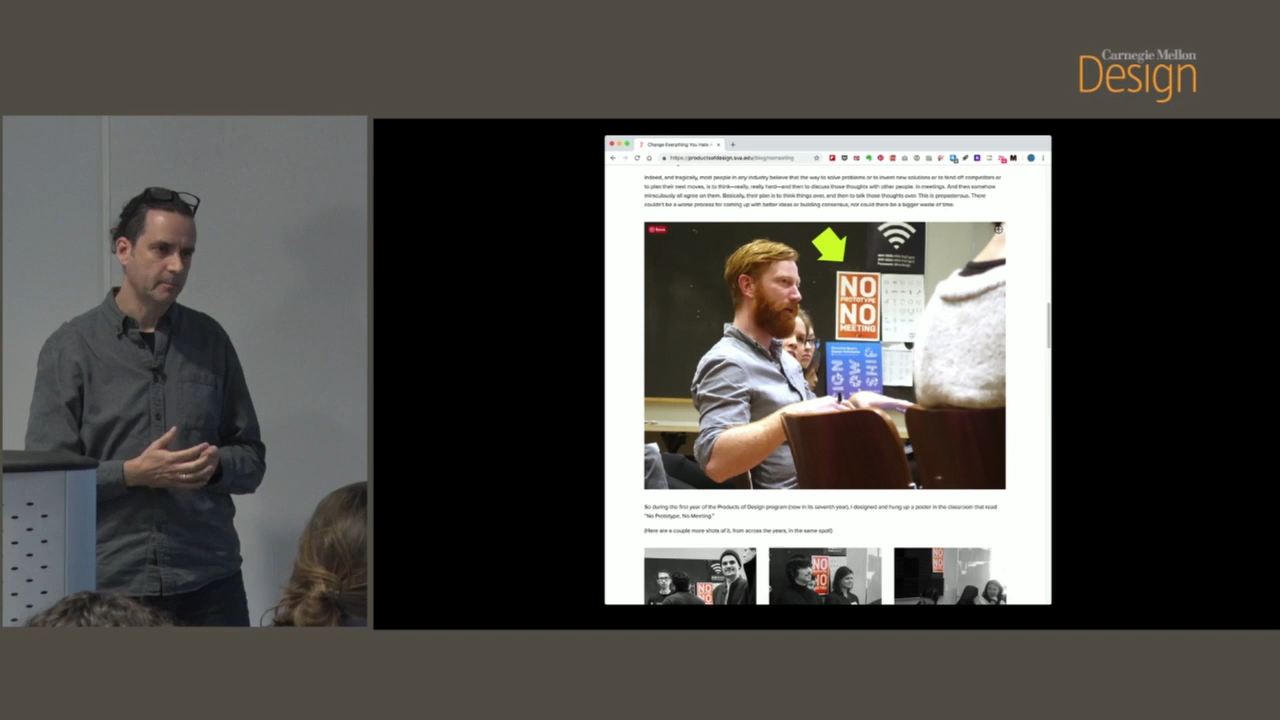 Carnegie Mellon
Design
Change Everything You Hate
https://productsofdesign.sva.edu/blog/nomeeting
Indeed, and tragically, most people in any industry believe that the way to solve problems or to invent new solutions or to fend off competitors or
to plan their next moves, is to think—really, really hard—and then to discuss those thoughts with other people. In meetings. And then somehow
miraculously all agree on them. Basically, their plan is to think things over, and then to talk those thoughts over. This is preposterous. There
couldn't be a worse process for coming up with better ideas or building consensus, nor could there be a bigger waste of time.
Save
NO
PROTOTYPE
NO
MEETING
So during the first year of the Products of Design program (now in its seventh year), I designed and hung up a poster in the classroom that read
"No Prototype, No Meeting."
(Here are a couple more shots of it, from across the years, in the same spot!)
NO
NO
NO
NO